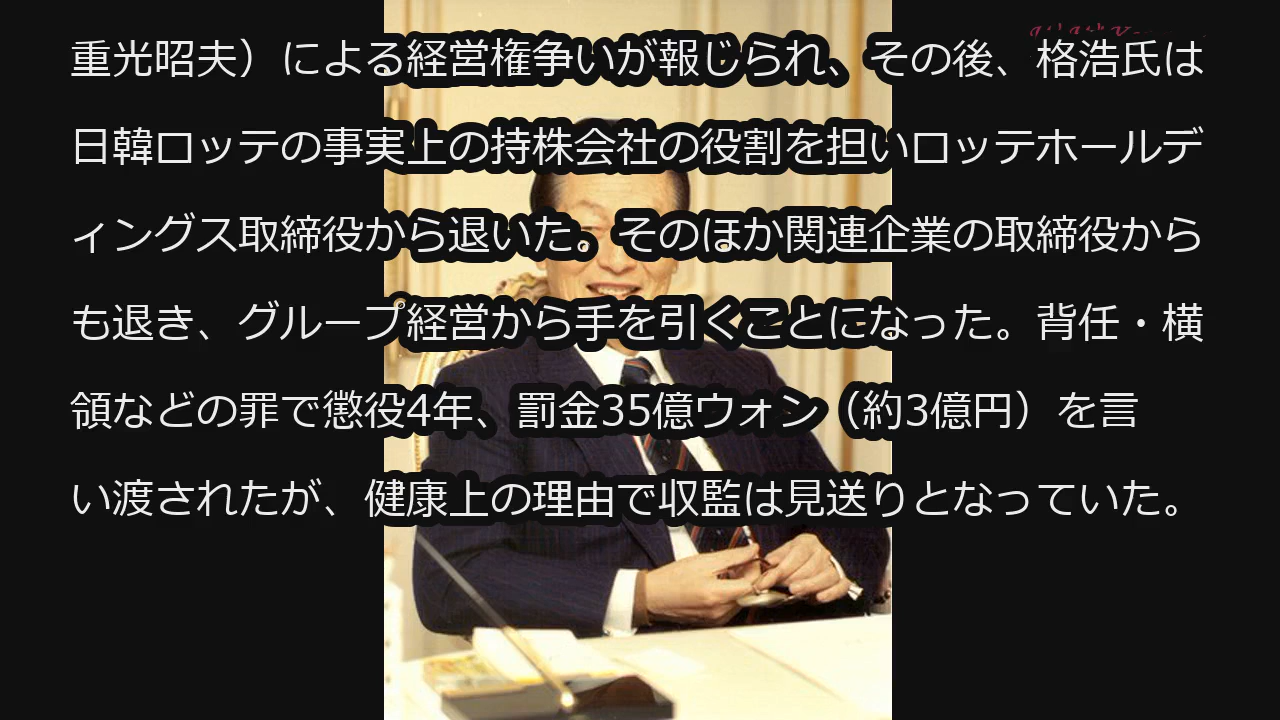 重光昭夫）による経営権争いが報じられ、その後、格浩氏は
日韓ロッテの事実上の持株会社の役割を担いロッテホールデ
ィングス取締役から退いた。そのほか関連企業の取締役から
も退き、グループ経営から手を引くことになった。背任・横
領などの罪で懲役4年、罰金35億ウォン（約3億円）を言
い渡されたが、健康上の理由で収監は見送りとなっていた。